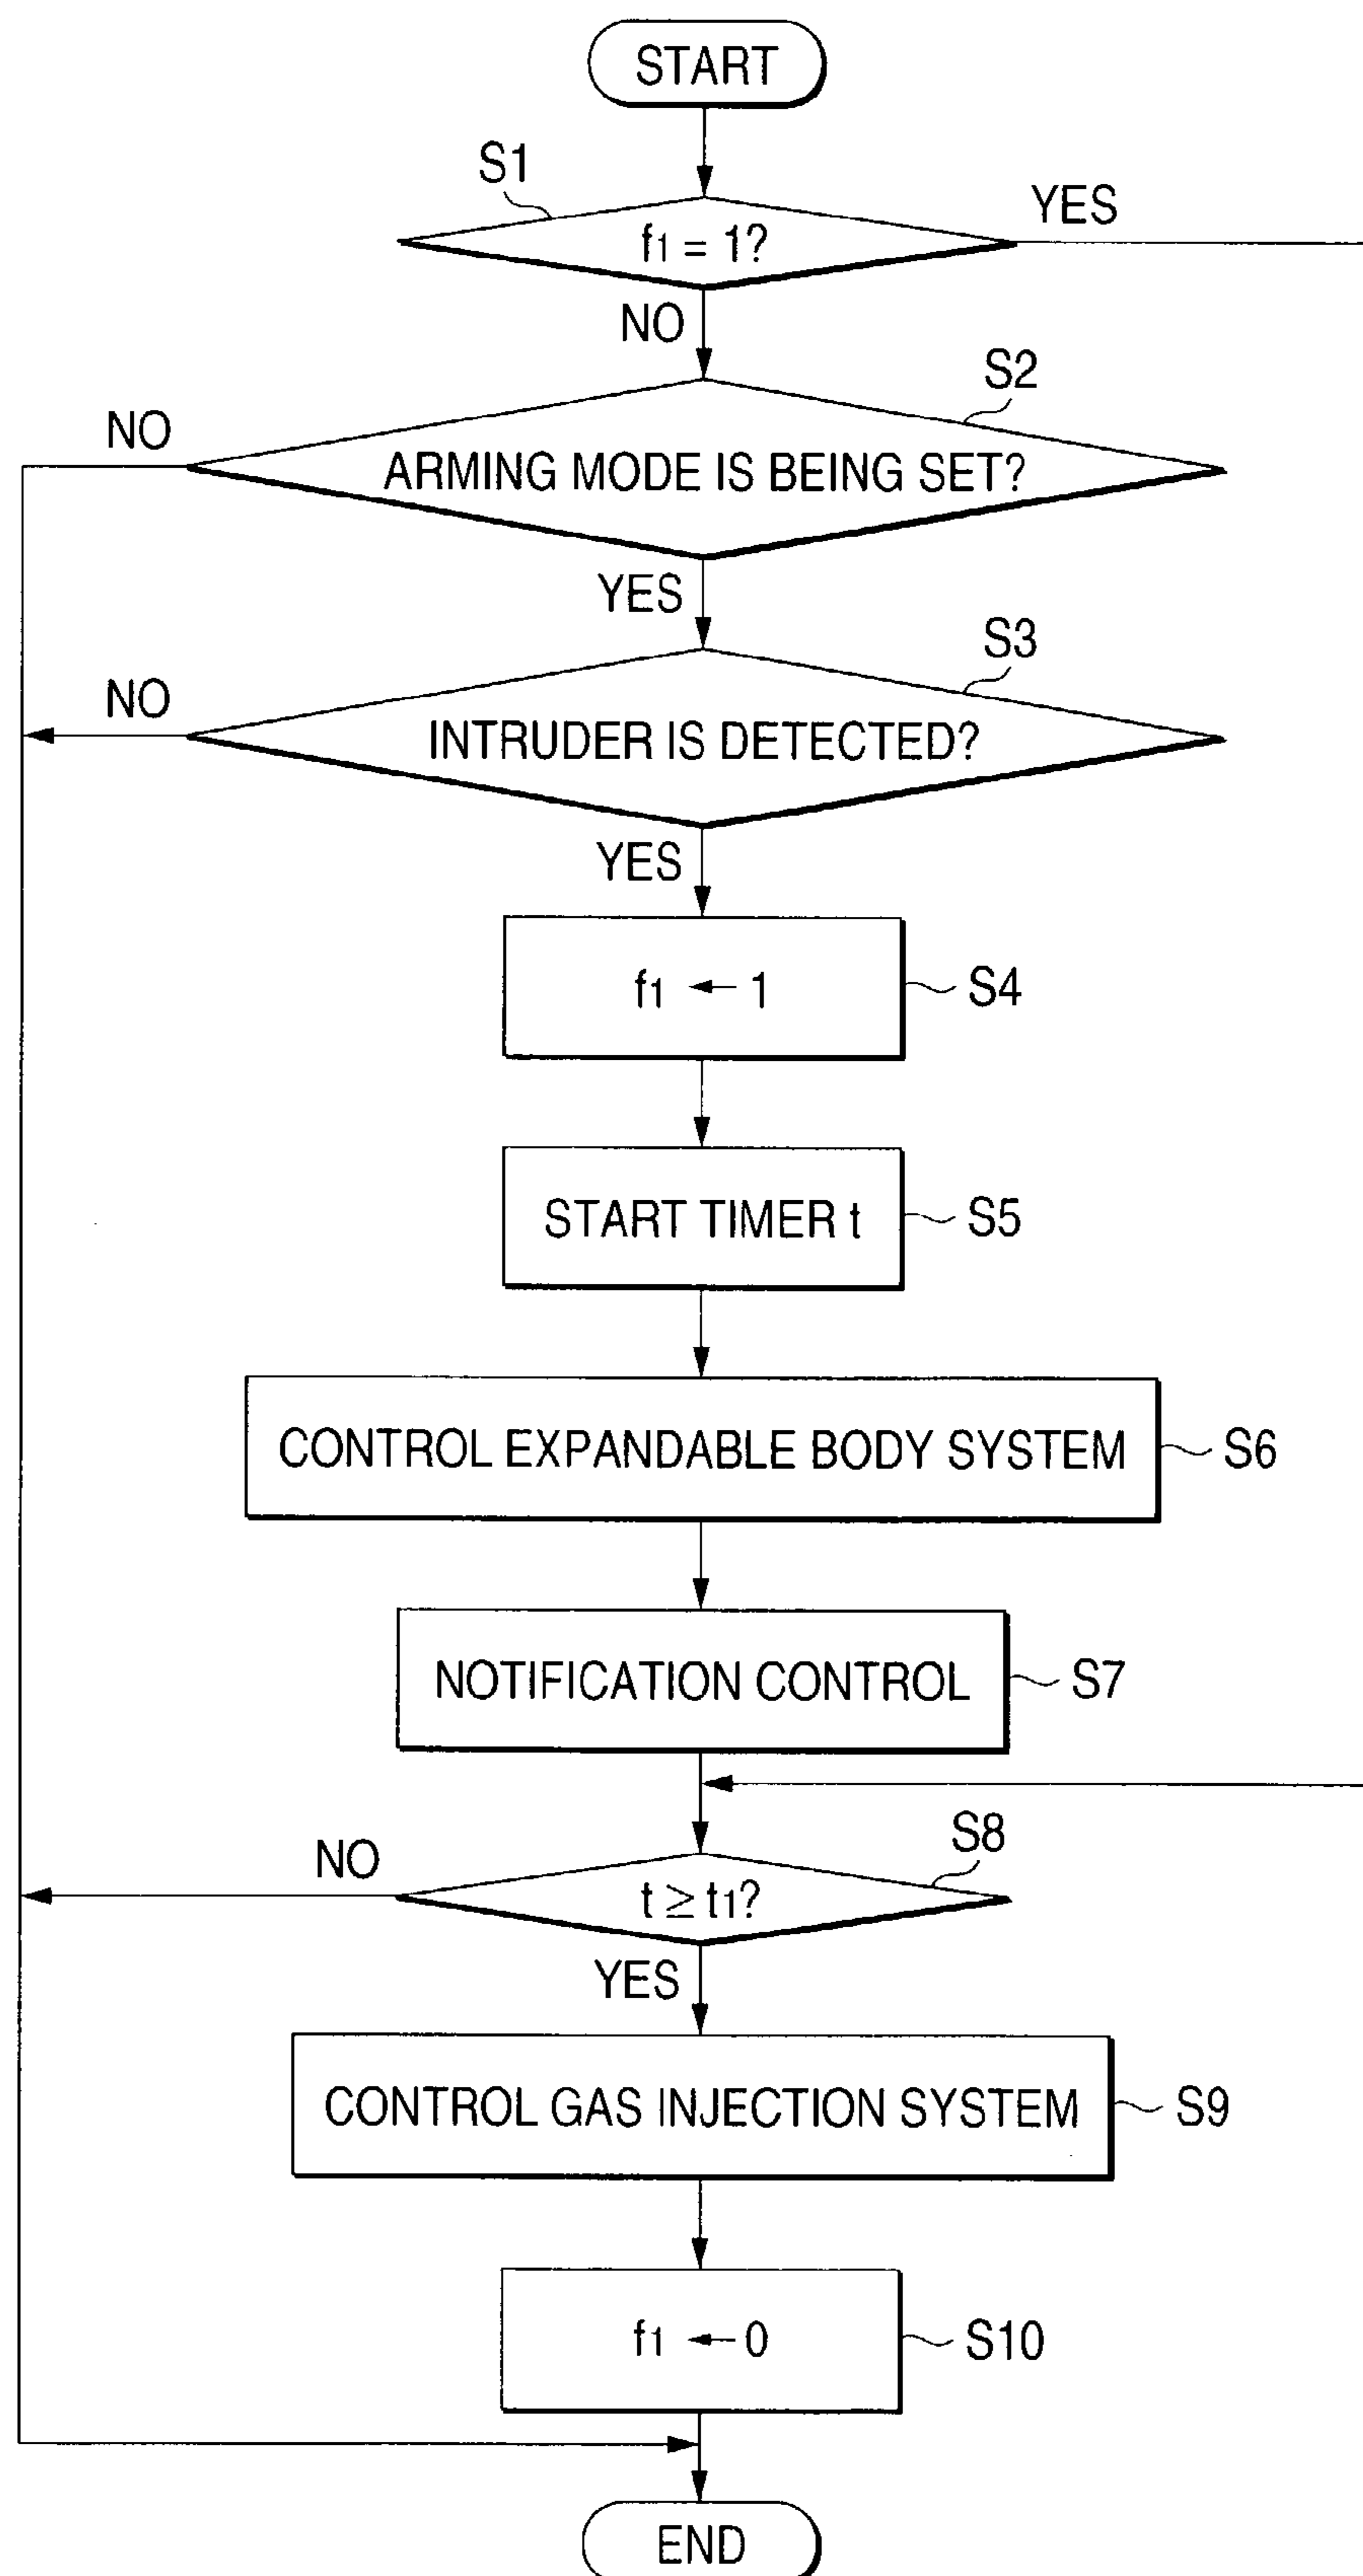 START
S1
f1 = 1?
YES
NO
S2
NO
ARMING MODE IS BEING SET?
YES
S3
NO
INTRUDER IS DETECTED?
YES
f1 ← 1
S4
START TIMER t
S5
CONTROL EXPANDABLE BODY SYSTEM
S6
NOTIFICATION CONTROL
S7
S8
NO
t ≥ t1?
YES
CONTROL GAS INJECTION SYSTEM
S9
f1 ← 0
S10
END